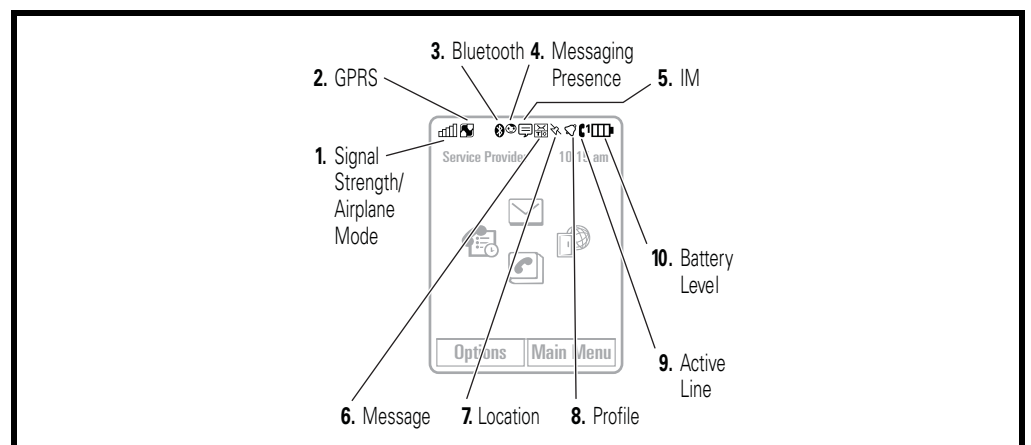 3. Bluetooth
4. Messaging
Presence
2. GPRS
5. IM
1. Signal
Strength/
Airplane
Mode
Service Provider
10:15 am
10. Battery
Level
Options
Main Menu
9. Active
Line
6. Message
7. Location
8. Profile